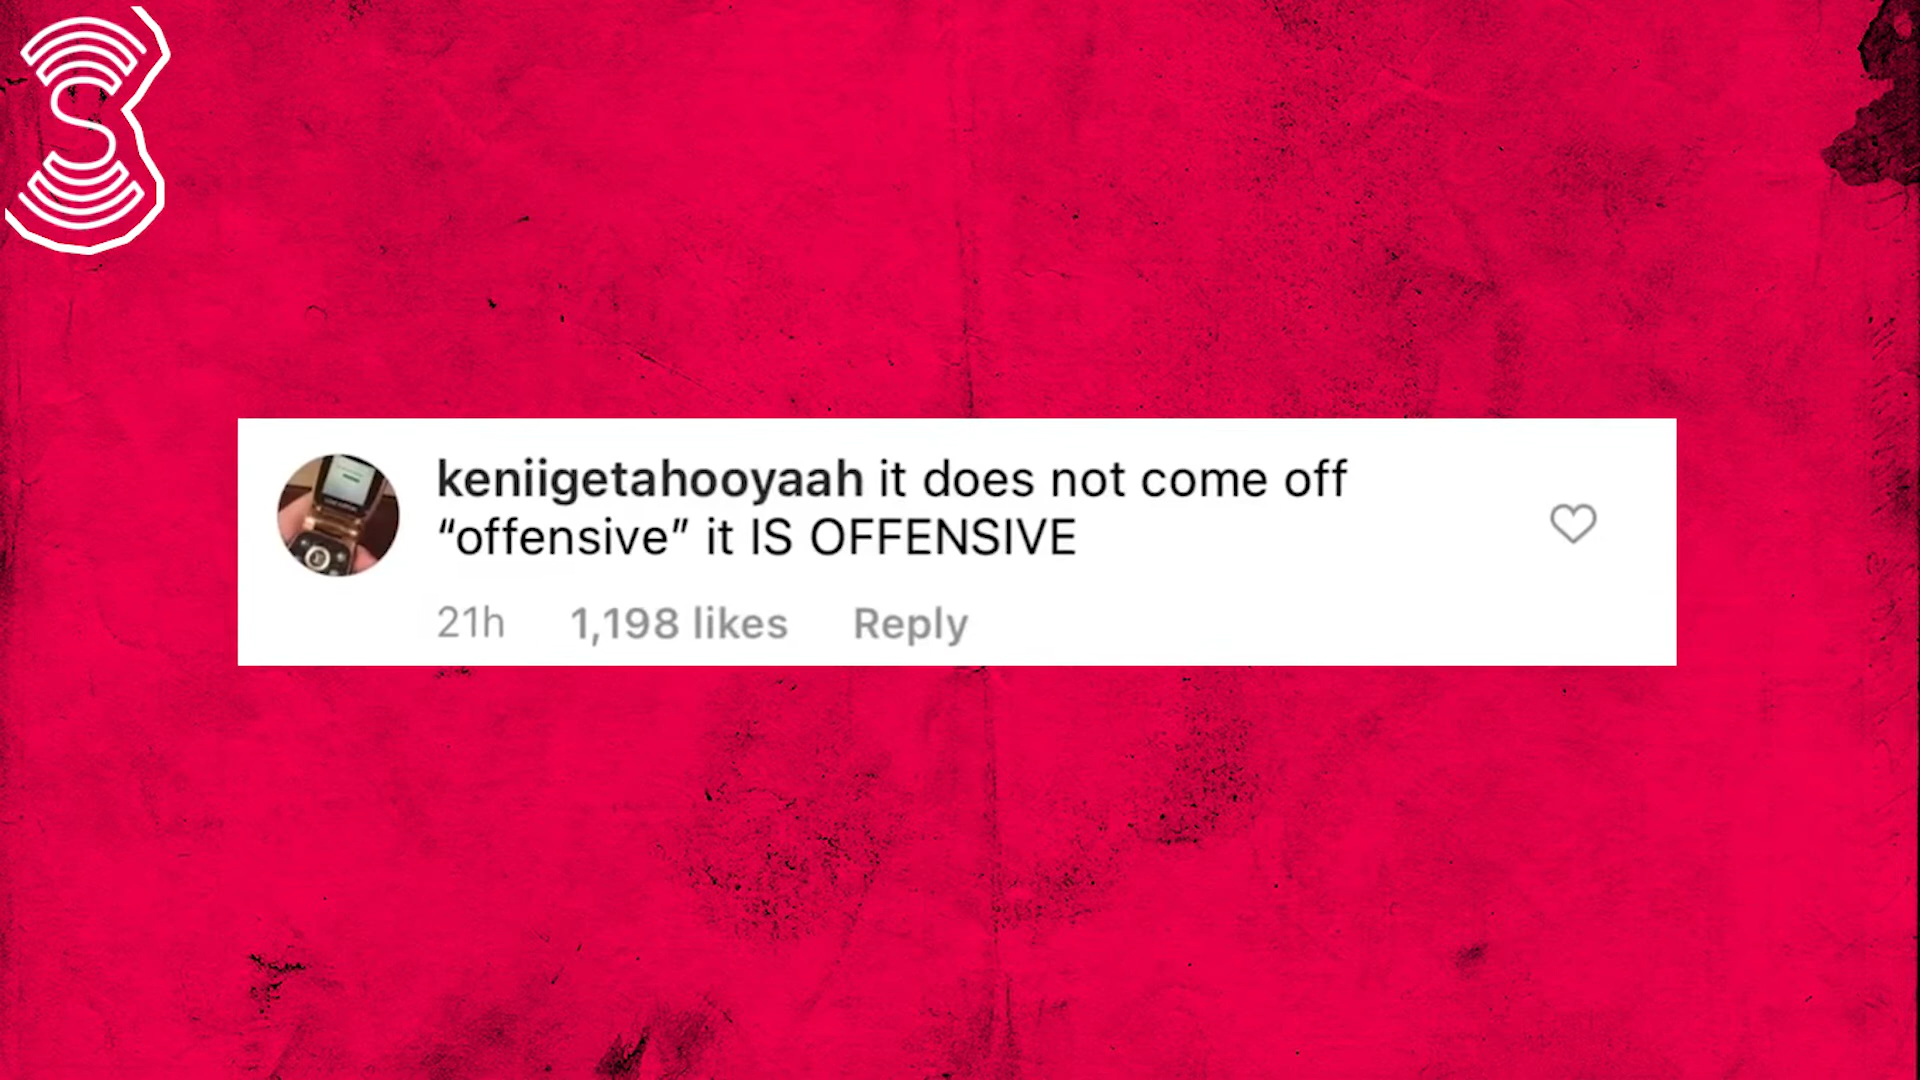 S
keniigetahooyaah it does not come off
“offensive” it IS OFFENSIVE
21h 1,198 likes Reply